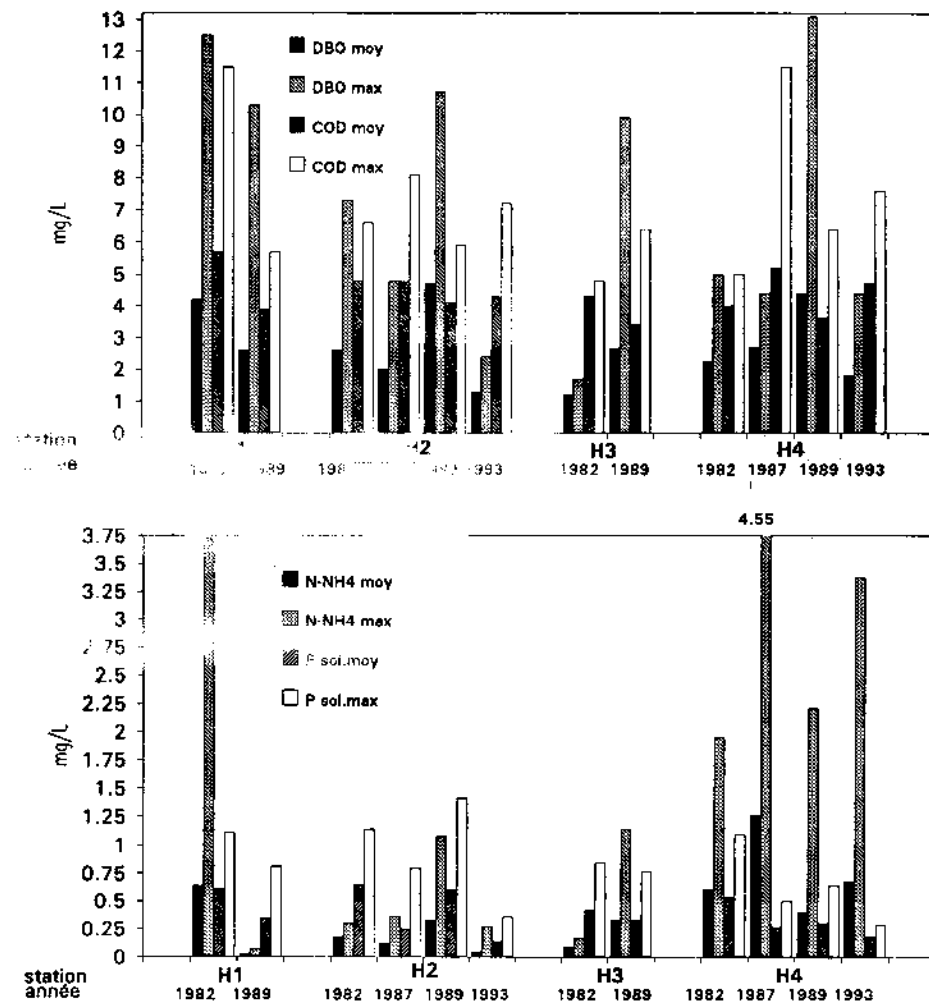 13
12
11
10
9
8
7
6
5
4
3
2
1
0
mg/L
DBO moy
DBO max
COD moy
COD max
station
H2 H3 H4
1982 1989 1982 1987 1989 1993
1993
4.55
3.75
3.5
3.25
3
2.75
2.5
2.25
2
1.75
1.5
1.25
1
0.75
0.5
0.25
0
mg/L
N-NH4 moy
N-NH4 max
P sol.moy
P sol.max
station H1 H2 H3 H4
année 1982 1989 1982 1987 1989 1993 1982 1989 1982 1987 1989 1993